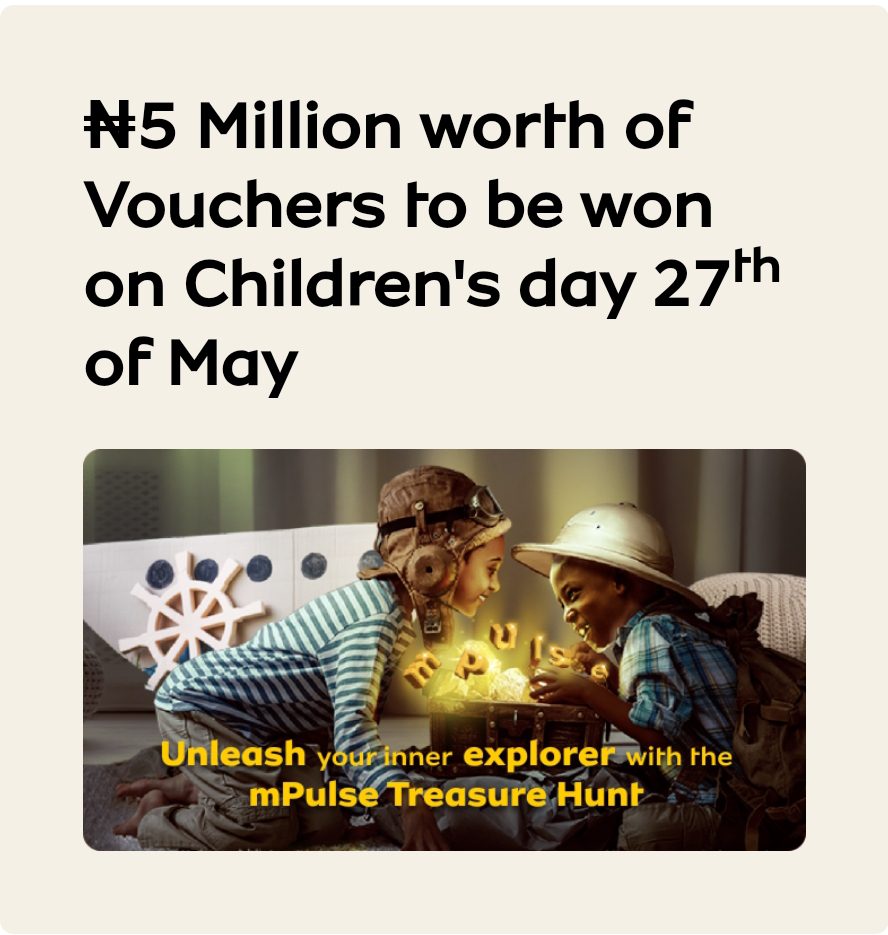 ₦5 Million worth of
Vouchers to be won
on Children's day 27th
of May
mpulse
Unleash your inner explorer with the
mPulse Treasure Hunt